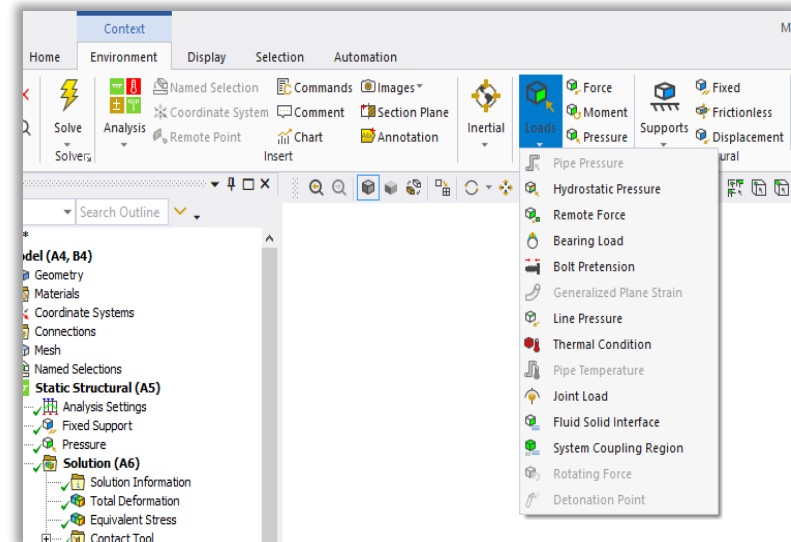 Context
M
Home Environment Display Selection Automation
Named Selection Commands Images Force Fixed
Coordinate System Comment Section Plane Moment Frictionless
Solve Analysis Remote Point Chart Annotation Inertial Loads Pressure Supports Displacement
Solver Insert ural
Pipe Pressure
Search Outline Hydrostatic Pressure
Remote Force
*
del (A4, B4) Bearing Load
Geometry Bolt Pretension
Materials Generalized Plane Strain
Coordinate Systems Line Pressure
Connections
Mesh Thermal Condition
Named Selections Pipe Temperature
Static Structural (A5)
Analysis Settings Joint Load
Fixed Support Fluid Solid Interface
Pressure System Coupling Region
Solution (A6) Rotating Force
Solution Information
Total Deformation Detonation Point
Equivalent Stress
Contact Tool